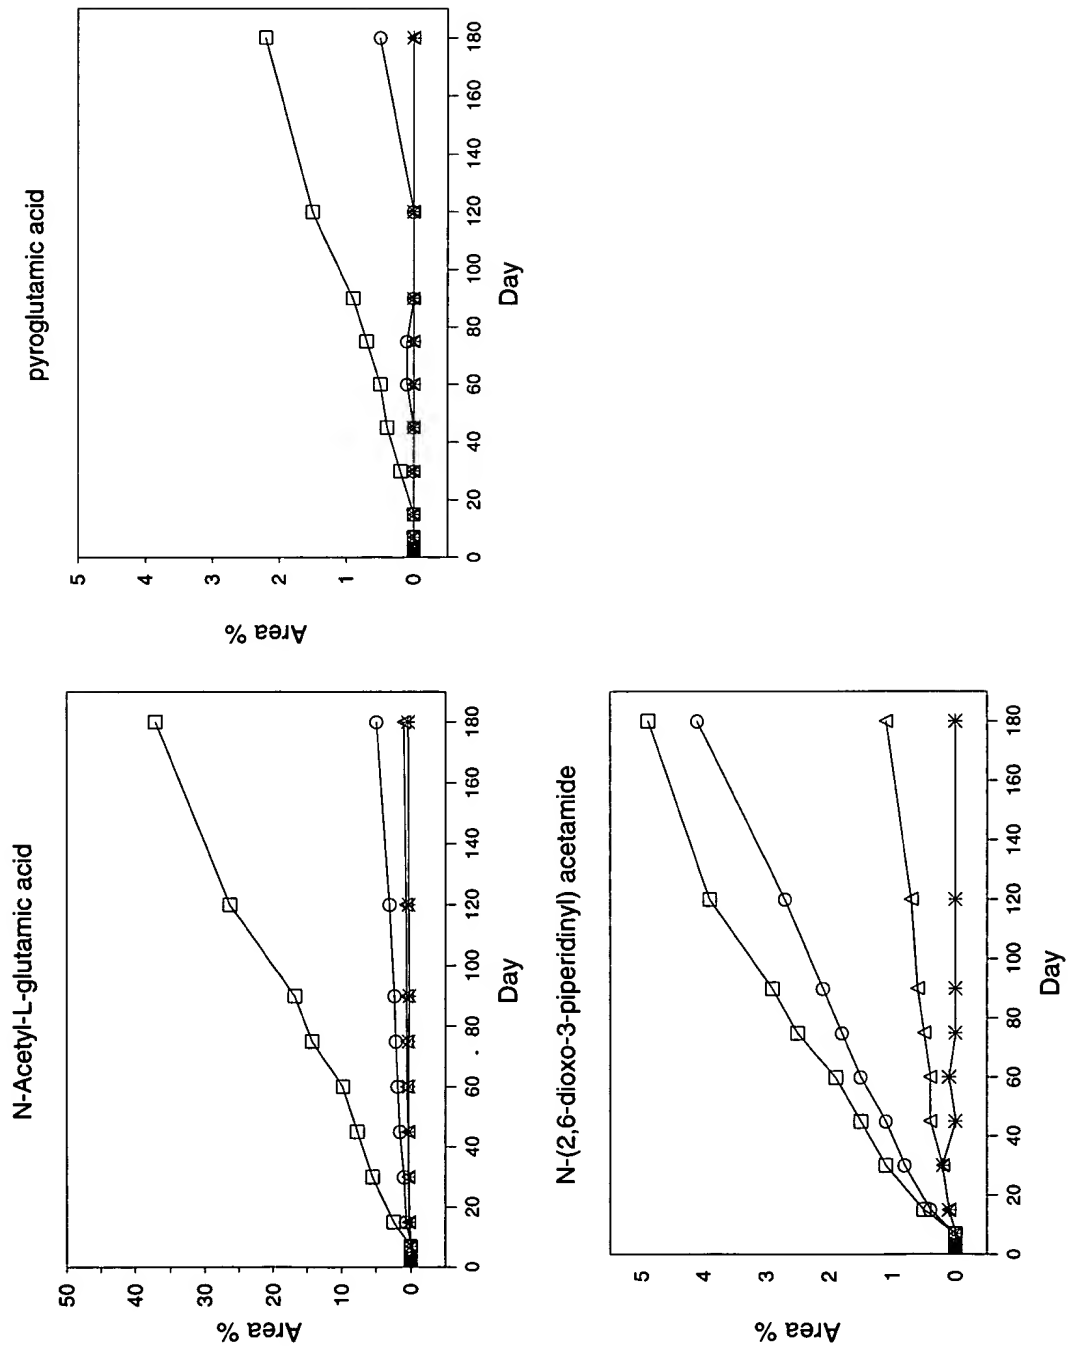 N-Acetyl-L-glutamic acid
Area %
50
40
30
20
10
0
0 20 40 60 80 100 120 140 160 180
Day
pyroglutamic acid
Area %
5
4
3
2
1
0
0 20 40 60 80 100 120 140 160 180
Day
N-(2,6-dioxo-3-piperidinyl) acetamide
Area %
5
4
3
2
1
0
0 20 40 60 80 100 120 140 160 180
Day